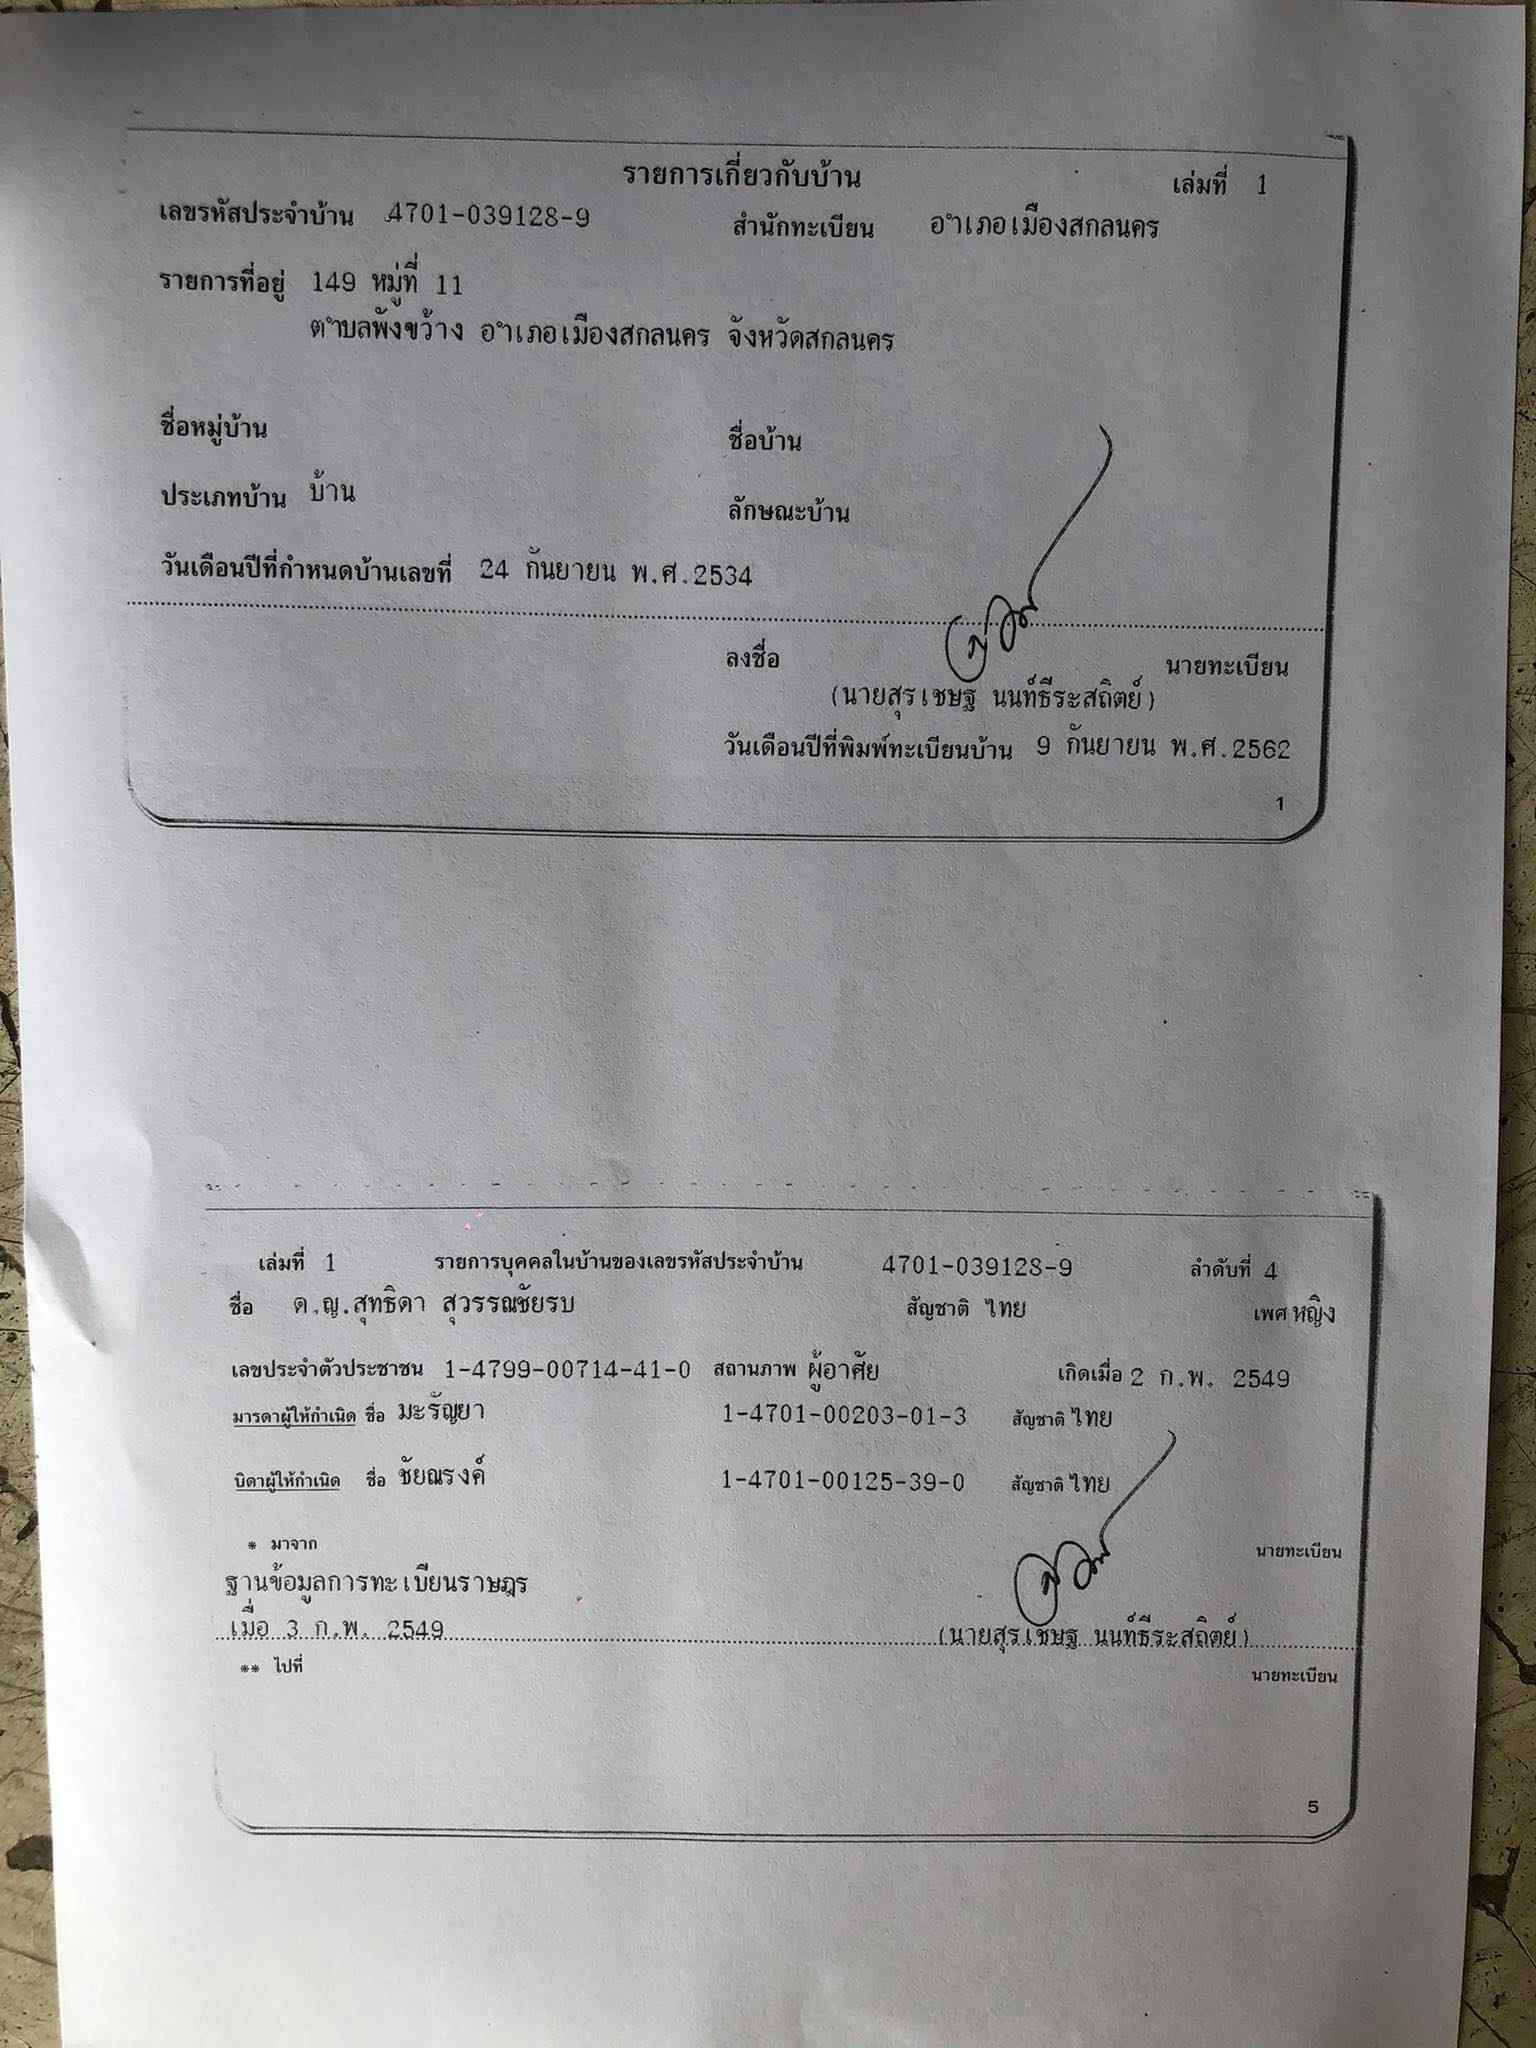 รายการเกี่ยวกับบ้าน เล่มที่ 1
เลขรหัสประจำบ้าน 4701-039128-9 สำนักทะเบียน อำเภอเมืองสกลนคร
รายการที่อยู่ 149 หมู่ที่ 11
ตำบลพังขว้าง อำเภอเมืองสกลนคร จังหวัดสกลนคร
ชื่อหมู่บ้าน ชื่อบ้าน
ประเภทบ้าน บ้าน ลักษณะบ้าน
วันเดือนปีที่กำหนดบ้านเลขที่ 24 กันยายน พ.ศ.2534
ลงชื่อ นายทะเบียน
(นายสุรเชษฐ นนท์ธีระสถิตย์)
วันเดือนปีที่พิมพ์ทะเบียนบ้าน 9 กันยายน พ.ศ.2562
1
เล่มที่ 1 รายการบุคคลในบ้านของเลขรหัสประจำบ้าน 4701-039128-9 ลำดับที่ 4
ชื่อ ด.ญ.สุทธิดา สุวรรณชัยรบ สัญชาติ ไทย เพศ หญิง
เลขประจำตัวประชาชน 1-4799-00714-41-0 สถานภาพ ผู้อาศัย เกิดเมื่อ 2 ก.พ. 2549
มารดาผู้ให้กำเนิด ชื่อ มะรัญยา 1-4701-00203-01-3 สัญชาติ ไทย
บิดาผู้ให้กำเนิด ชื่อ ชัยณรงค์ 1-4701-00125-39-0 สัญชาติ ไทย
* มาจาก นายทะเบียน
ฐานข้อมูลการทะเบียนราษฎร
เมื่อ 3 ก.พ. 2549 (นายสุรเชษฐ นนท์ธีระสถิตย์)
** ไปที่ นายทะเบียน
5